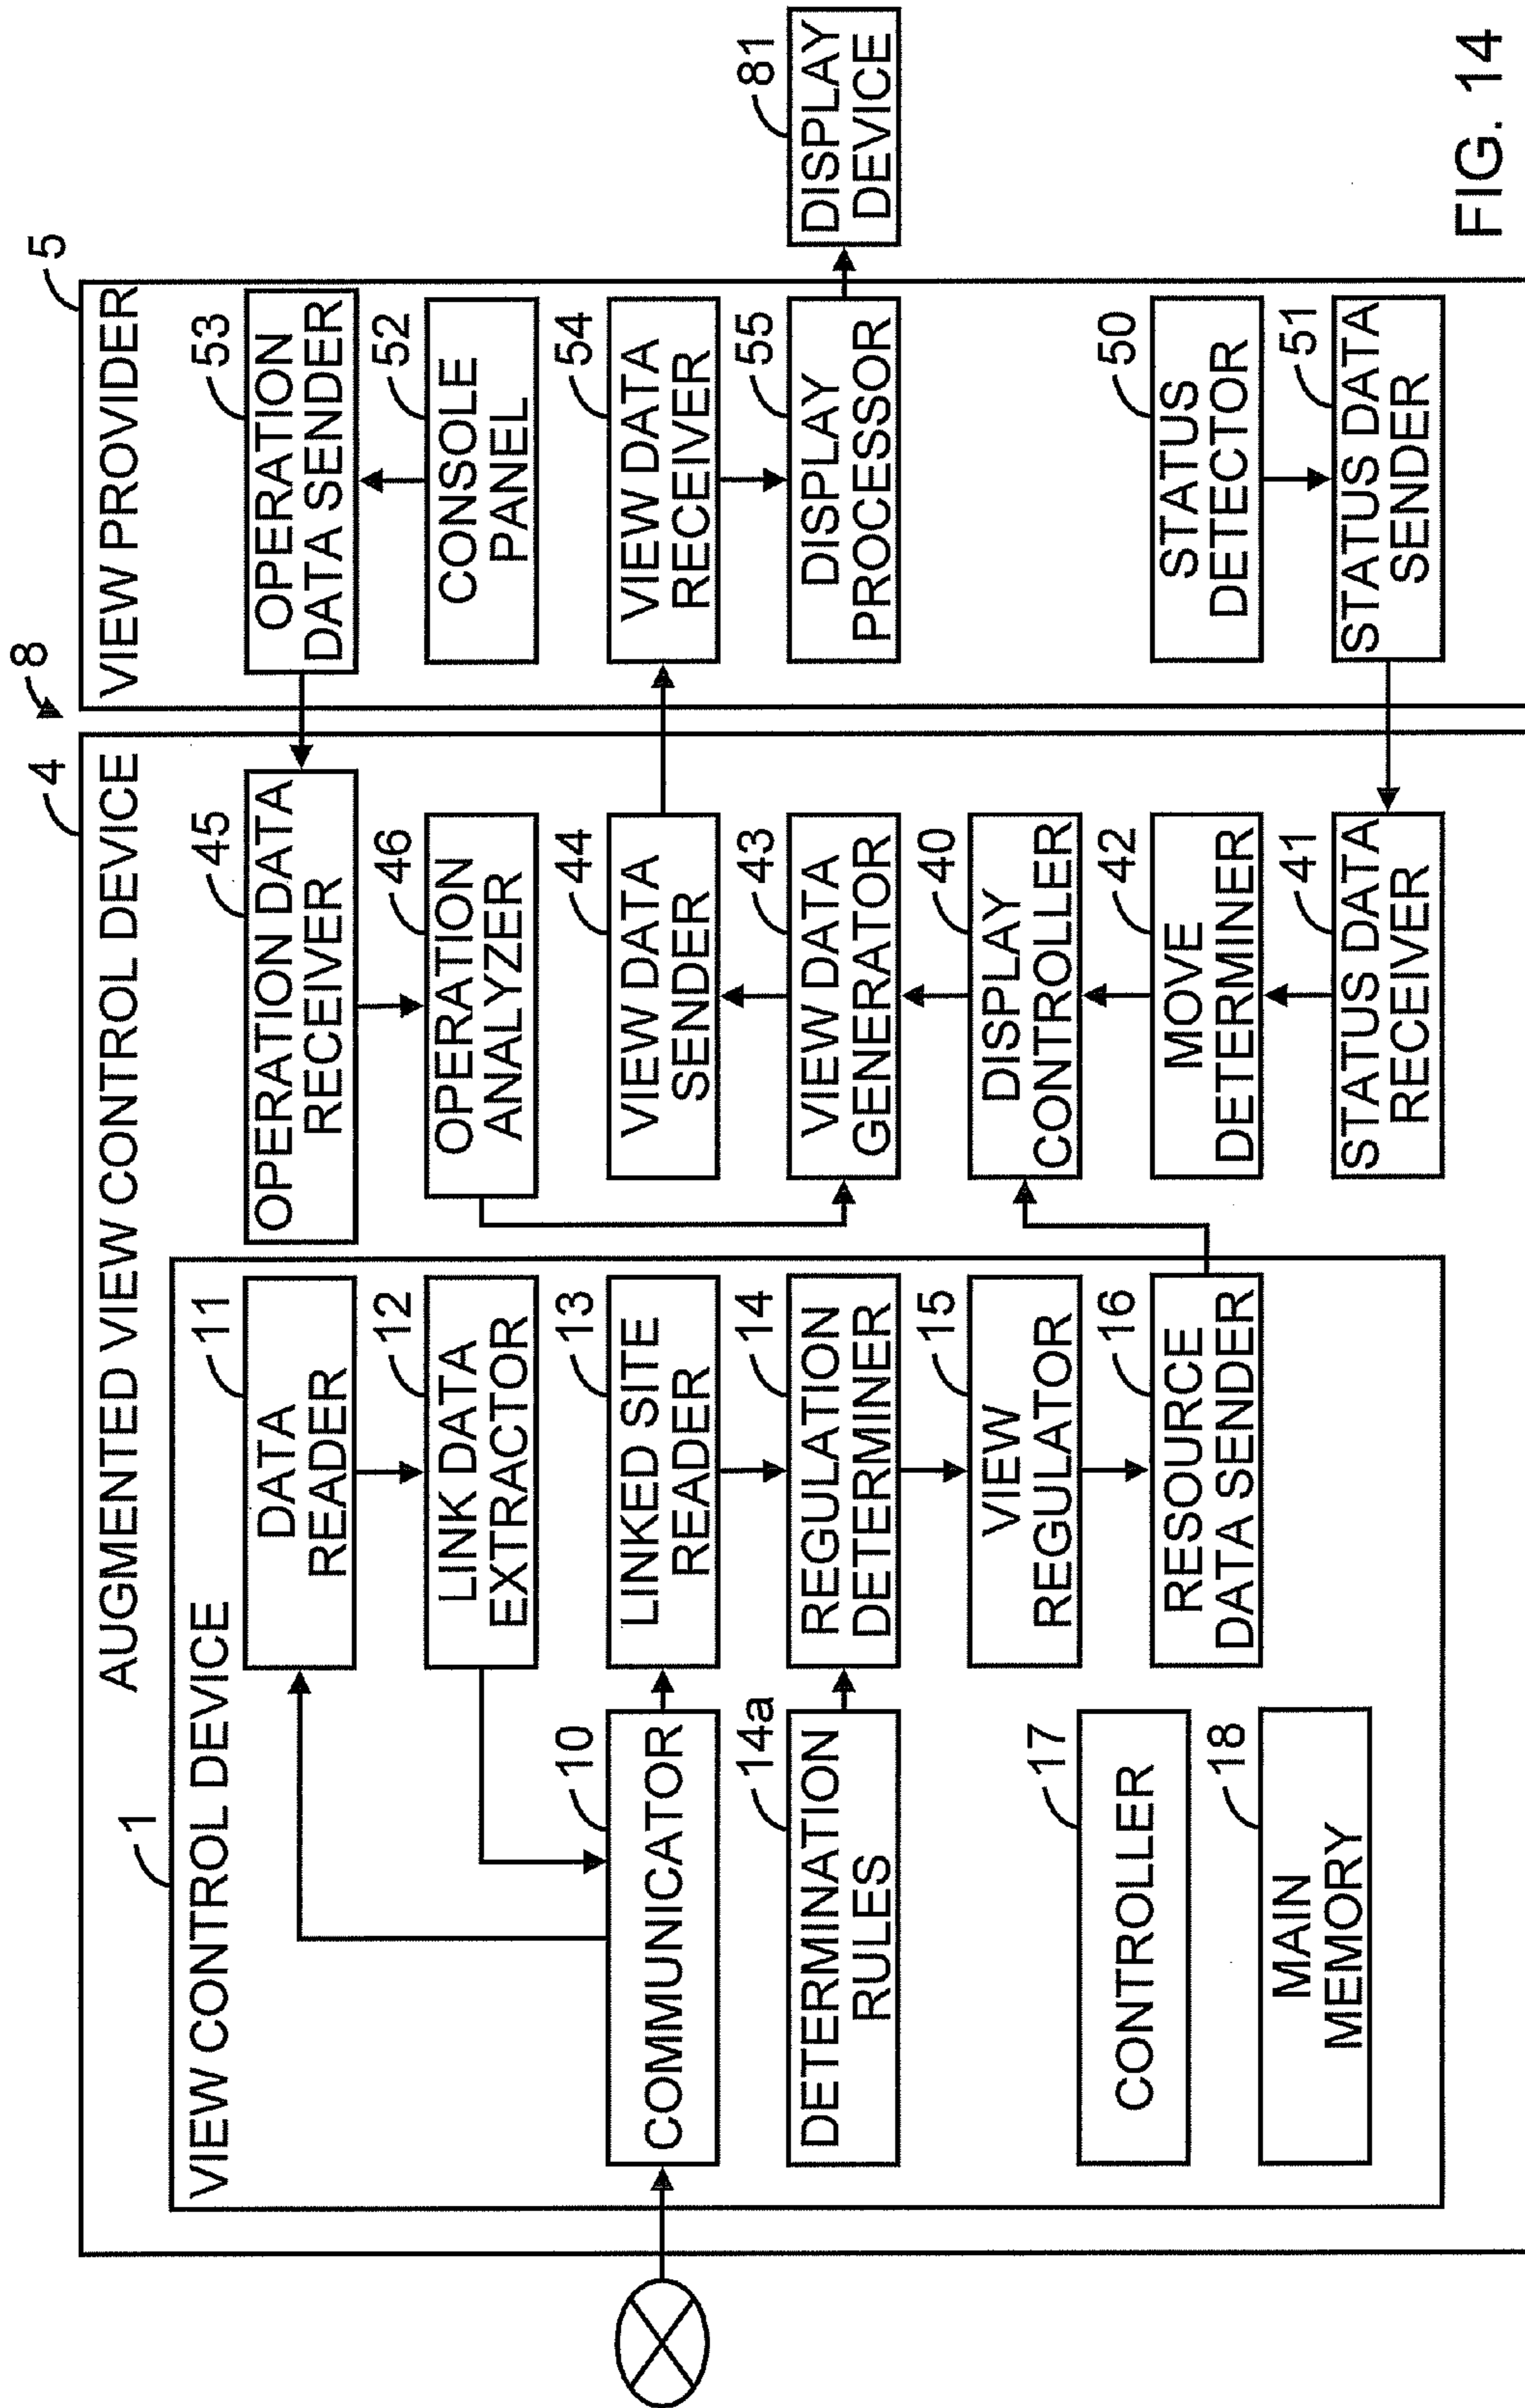 8
4
AUGMENTED VIEW CONTROL DEVICE
1
VIEW CONTROL DEVICE
11
DATA
READER
12
LINK DATA
EXTRACTOR
10
COMMUNICATOR
13
LINKED SITE
READER
14a
DETERMINATION
RULES
14
REGULATION
DETERMINER
15
VIEW
REGULATOR
17
CONTROLLER
16
RESOURCE
DATA SENDER
18
MAIN
MEMORY
45
OPERATION DATA
RECEIVER
46
OPERATION
ANALYZER
44
VIEW DATA
SENDER
43
VIEW DATA
GENERATOR
40
DISPLAY
CONTROLLER
42
MOVE
DETERMINER
41
STATUS DATA
RECEIVER
5
VIEW PROVIDER
53
OPERATION
DATA SENDER
52
CONSOLE
PANEL
54
VIEW DATA
RECEIVER
55
DISPLAY
PROCESSOR
50
STATUS
DETECTOR
51
STATUS DATA
SENDER
81
DISPLAY
DEVICE
FIG. 14